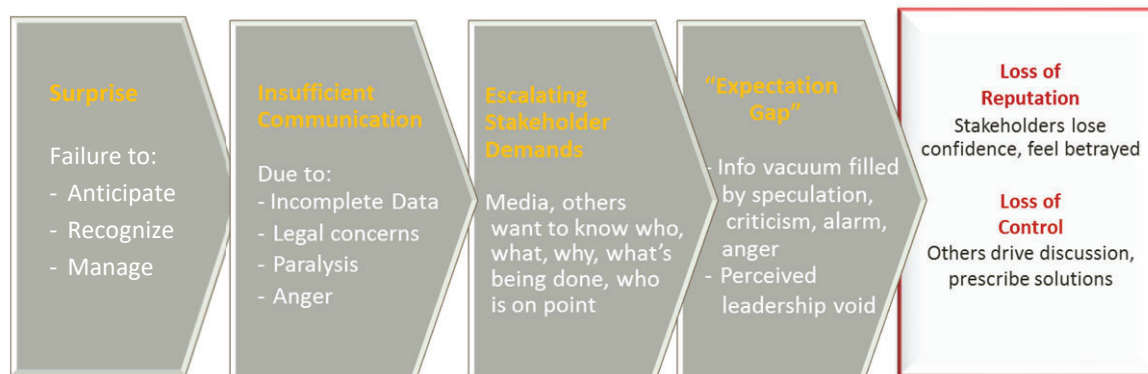 Surprise
Failure to:
- Anticipate
- Recognize
- Manage
Insufficient
Communication
Due to:
- Incomplete Data
- Legal concerns
- Paralysis
- Anger
Escalating
Stakeholder
Demands
Media, others
want to know who,
what, why, what's
being done, who
is on point
“Expectation
Gap”
- Info vacuum filled
by speculation,
criticism, alarm,
anger
- Perceived
leadership void
Loss of
Reputation
Stakeholders lose
confidence, feel betrayed
Loss of
Control
Others drive discussion,
prescribe solutions